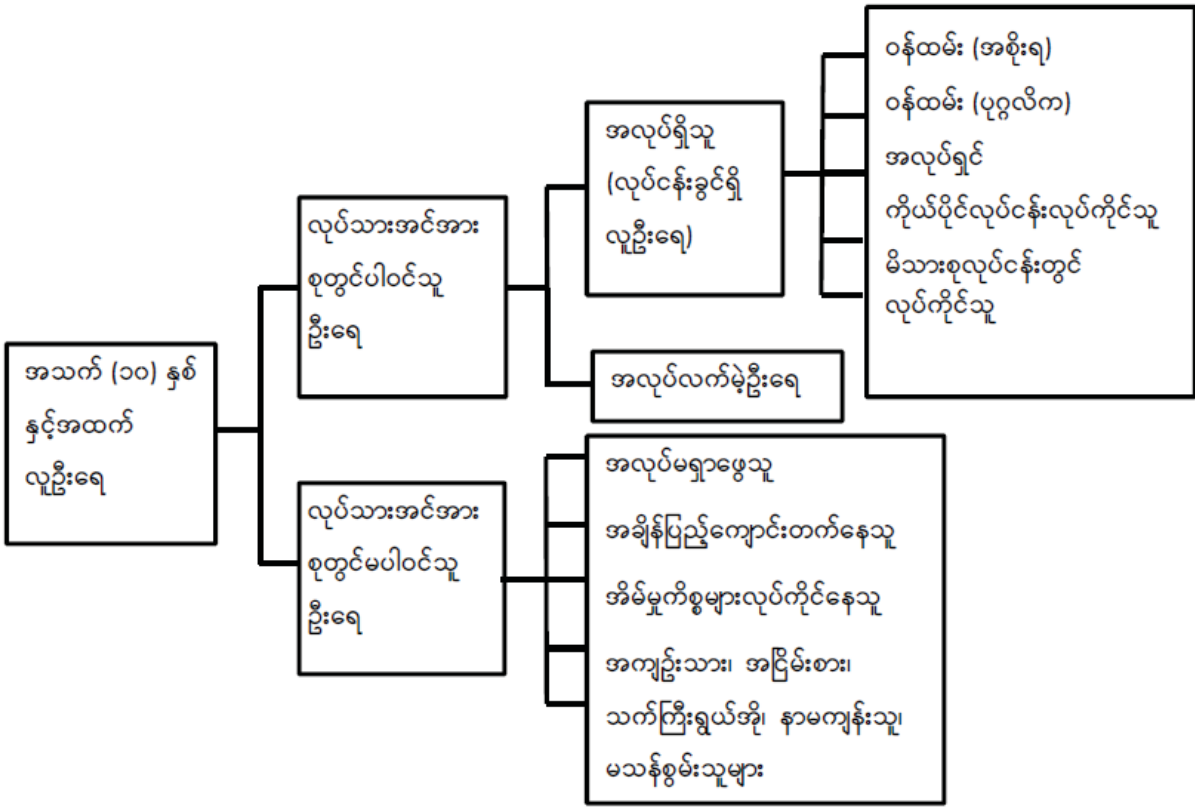 အသက် (၁၀) နှစ်
နှင့်အထက်
လူဦးရေ
လုပ်သားအင်အား
စုတွင်ပါဝင်သူ
ဦးရေ
အလုပ်ရှိသူ
(လုပ်ငန်းခွင်ရှိ
လူဦးရေ)
ဝန်ထမ်း (အစိုးရ)
ဝန်ထမ်း (ပုဂ္ဂလိက)
အလုပ်ရှင်
ကိုယ်ပိုင်လုပ်ငန်းလုပ်ကိုင်သူ
မိသားစုလုပ်ငန်းတွင်
လုပ်ကိုင်သူ
အလုပ်လက်မဲ့ဦးရေ
လုပ်သားအင်အား
စုတွင်မပါဝင်သူ
ဦးရေ
အလုပ်မရှာဖွေသူ
အချိန်ပြည့်ကျောင်းတက်နေသူ
အိမ်မှုကိစ္စများလုပ်ကိုင်နေသူ
အကျဉ်းသား၊ အငြိမ်းစား၊
သက်ကြီးရွယ်အို၊ နာမကျန်းသူ၊
မသန်စွမ်းသူများ